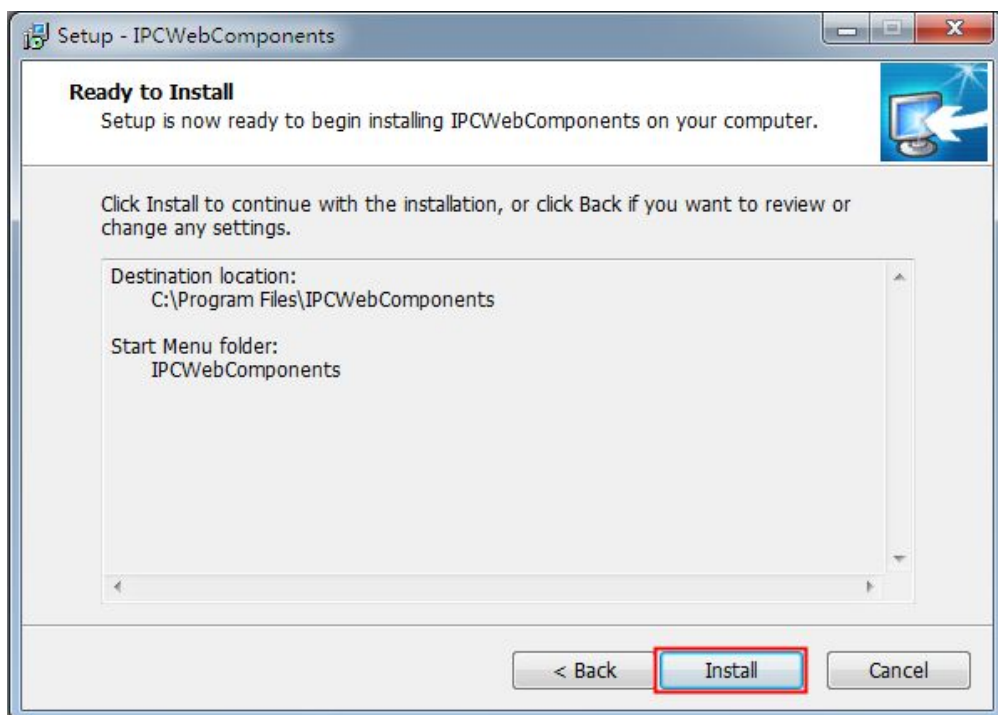 Setup - IPCWebComponents
Ready to Install
Setup is now ready to begin installing IPCWebComponents on your computer.
Click Install to continue with the installation, or click Back if you want to review or
change any settings.
Destination location:
C:\Program Files\IPCWebComponents
Start Menu folder:
IPCWebComponents
< Back
Install
Cancel